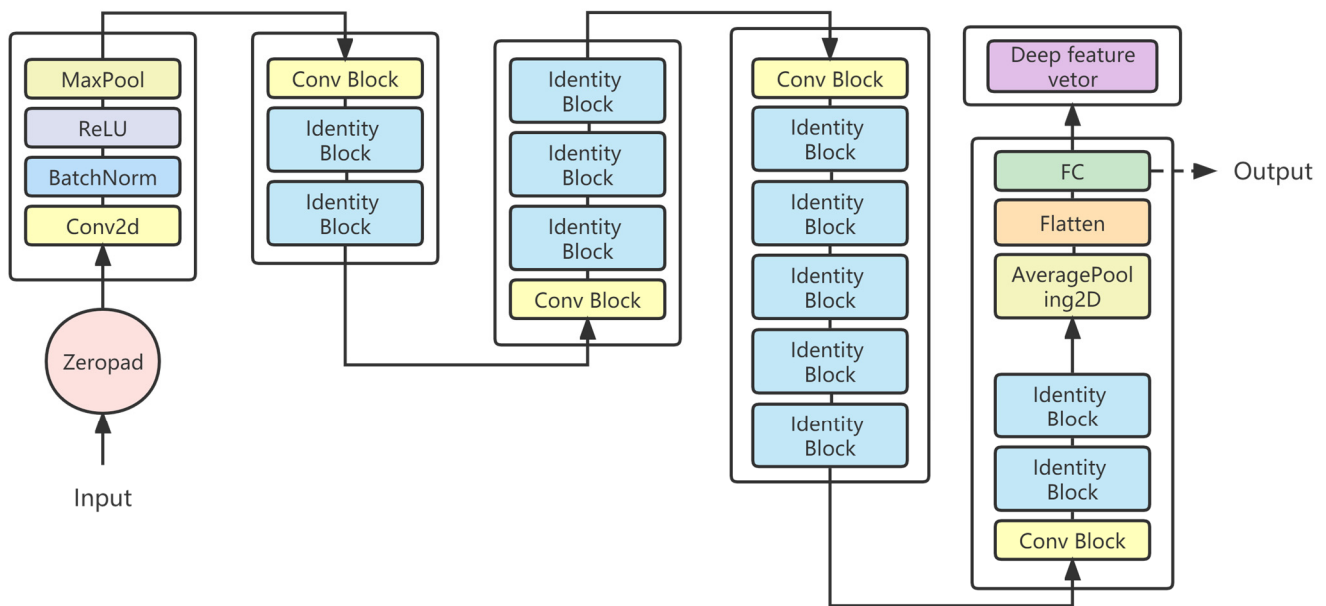 Input
Zeropad
Conv2d
BatchNorm
ReLU
MaxPool
Conv Block
Identity
Block
Identity
Block
Conv Block
Identity
Block
Identity
Block
Identity
Block
Conv Block
Identity
Block
Identity
Block
Identity
Block
Identity
Block
Identity
Block
Conv Block
Identity
Block
Identity
Block
AveragePool
ing2D
Flatten
FC
Output
Deep feature
vetor